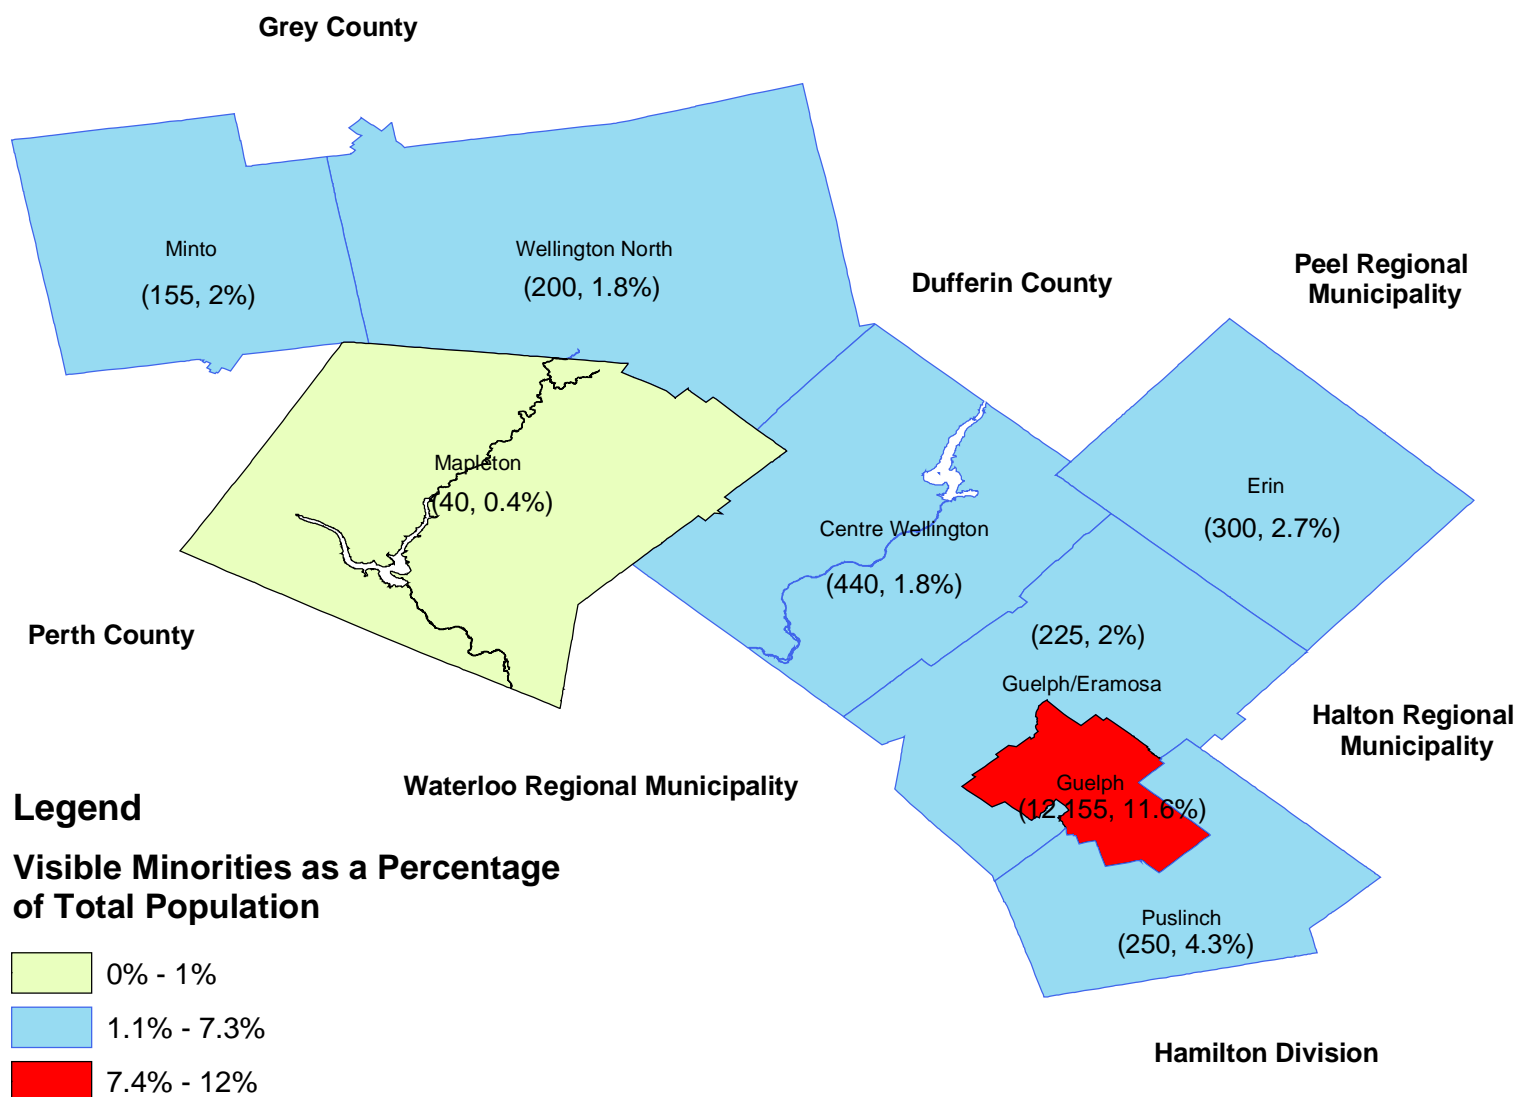 Grey County
Minto
(155, 2%)
Wellington North
(200, 1.8%)
Dufferin County
Peel Regional
Municipality
Mapleton
(40, 0.4%)
Centre Wellington
(440, 1.8%)
Erin
(300, 2.7%)
Perth County
(225, 2%)
Guelph/Eramosa
Halton Regional
Municipality
Waterloo Regional Municipality
Guelph
(12,155, 11.6%)
Puslinch
(250, 4.3%)
Hamilton Division
Legend
Visible Minorities as a Percentage
of Total Population
0% - 1%
1.1% - 7.3%
7.4% - 12%